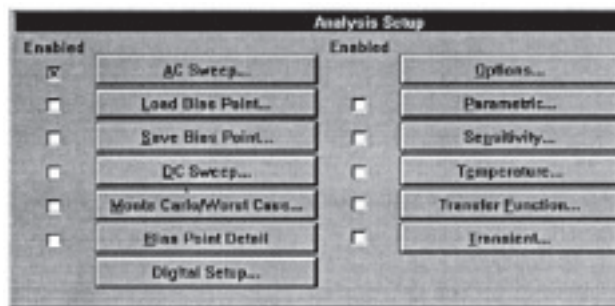 Analysis Setup
Enabled
AC Sweep...
Load Bias Point...
Save Bias Point...
DC Sweep...
Monte Carlo/Worst Case...
Bias Point Detail
Digital Setup...
Enabled
Options...
Parametric...
Sensitivity...
Temperature...
Transfer Function...
Transient...